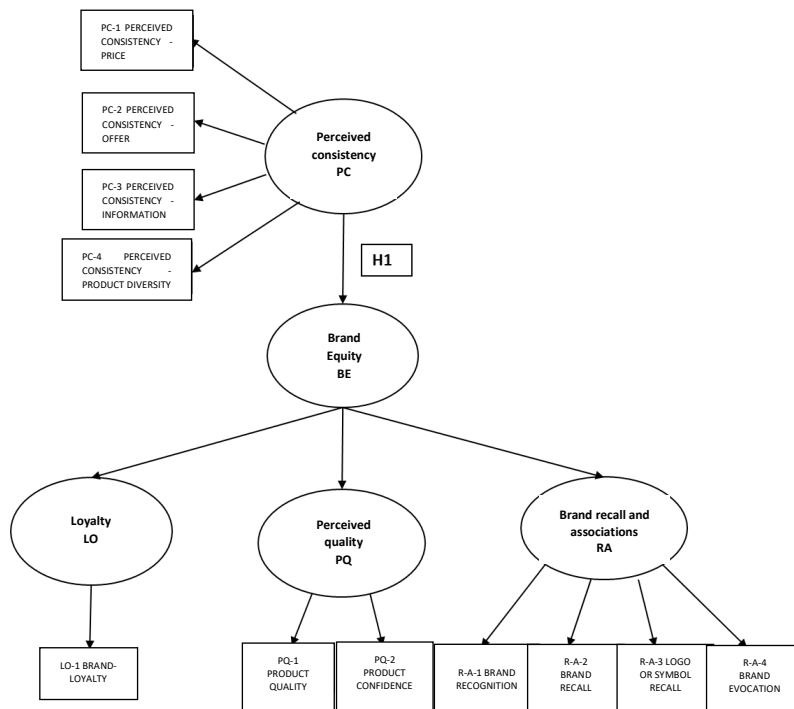 PC-1 PERCEIVED
CONSISTENCY -
PRICE
PC-2 PERCEIVED
CONSISTENCY -
OFFER
PC-3 PERCEIVED
CONSISTENCY -
INFORMATION
PC-4 PERCEIVED
CONSISTENCY -
PRODUCT DIVERSITY
Perceived
consistency
PC
H1
Brand
Equity
BE
Loyalty
LO
Perceived
quality
PQ
Brand recall and
associations
RA
LO-1 BRAND-
LOYALTY
PQ-1
PRODUCT
QUALITY
PQ-2
PRODUCT
CONFIDENCE
R-A-1 BRAND
RECOGNITION
R-A-2
BRAND
RECALL
R-A-3 LOGO
OR SYMBOL
RECALL
R-A-4
BRAND
EVOCATION